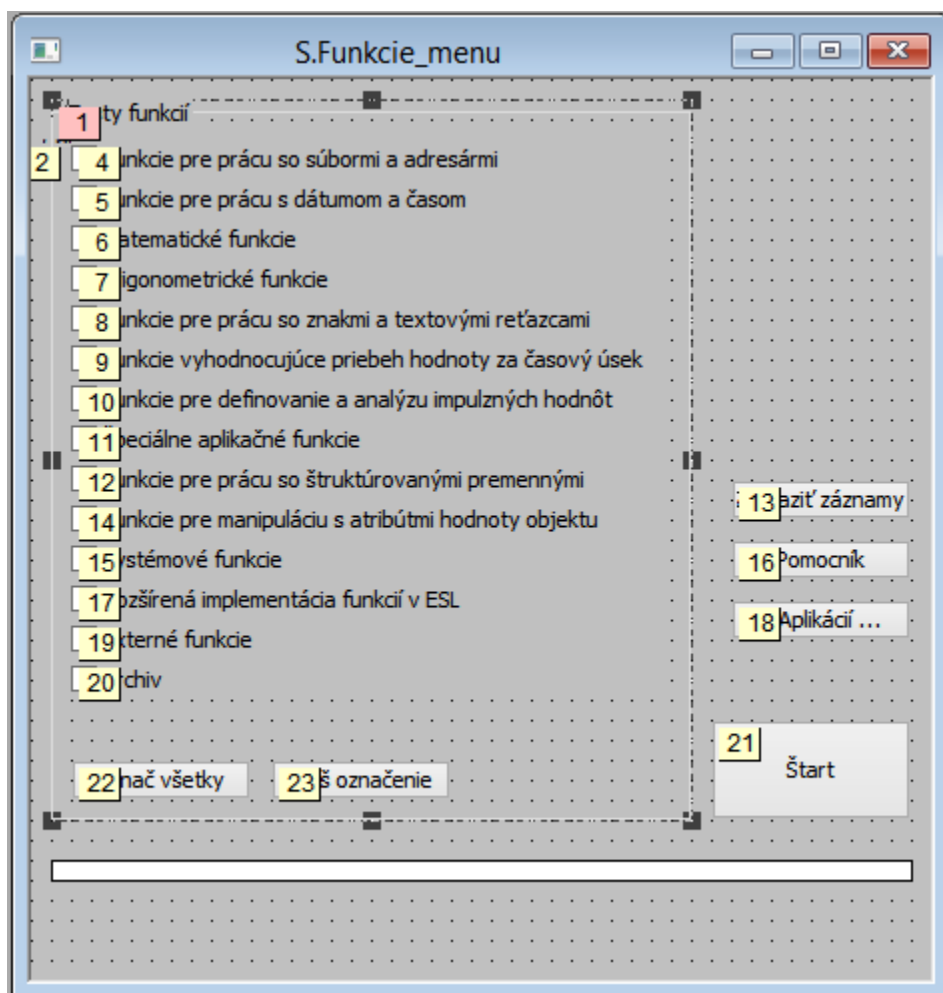 S.Funkcie_menu
1 ty funkcií
2
4 unkcie pre prácu so súbormi a adresármi
5 unkcie pre prácu s dátumom a časom
6 atematické funkcie
7 igonometrické funkcie
8 unkcie pre prácu so znakmi a textovými reťazcami
9 unkcie vyhodnocujúce priebeh hodnoty za časový úsek
10 unkcie pre definovanie a analýzu impulzných hodnôt
11 peciálne aplikačné funkcie
12 unkcie pre prácu so štruktúrovanými premennými
13 aziť záznamy
14 unkcie pre manipuláciu s atribútmi hodnoty objektu
15 ystémové funkcie
16 Pomocník
17 ozšírená implementácia funkcií v ESL
18 Aplikácií ...
19 xterné funkcie
20 rchiv
21
Štart
22 nač všetky
23 š označenie